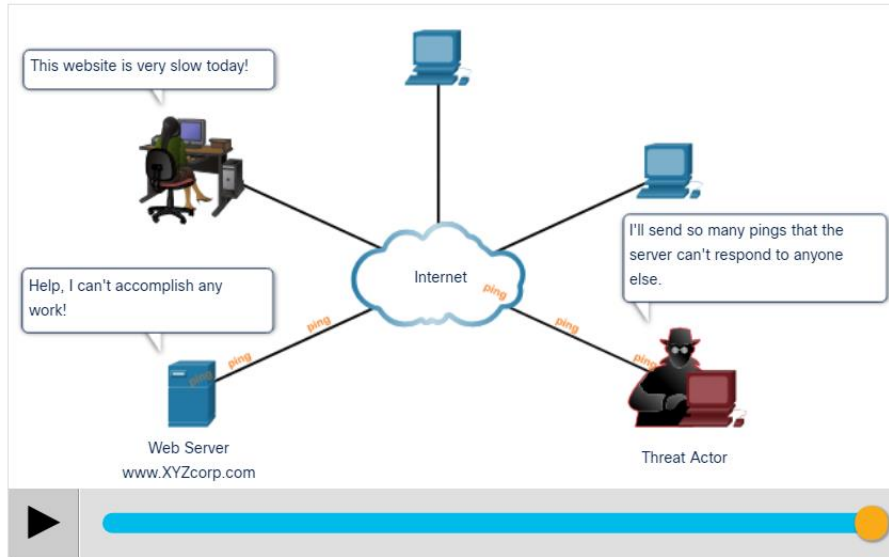 This website is very slow today!
I'll send so many pings that the
server can't respond to anyone
else.
Internet
ping
Help, I can't accomplish any
work!
ping
ping
ping
ping
ping
Web Server
www.XYZcorp.com
Threat Actor